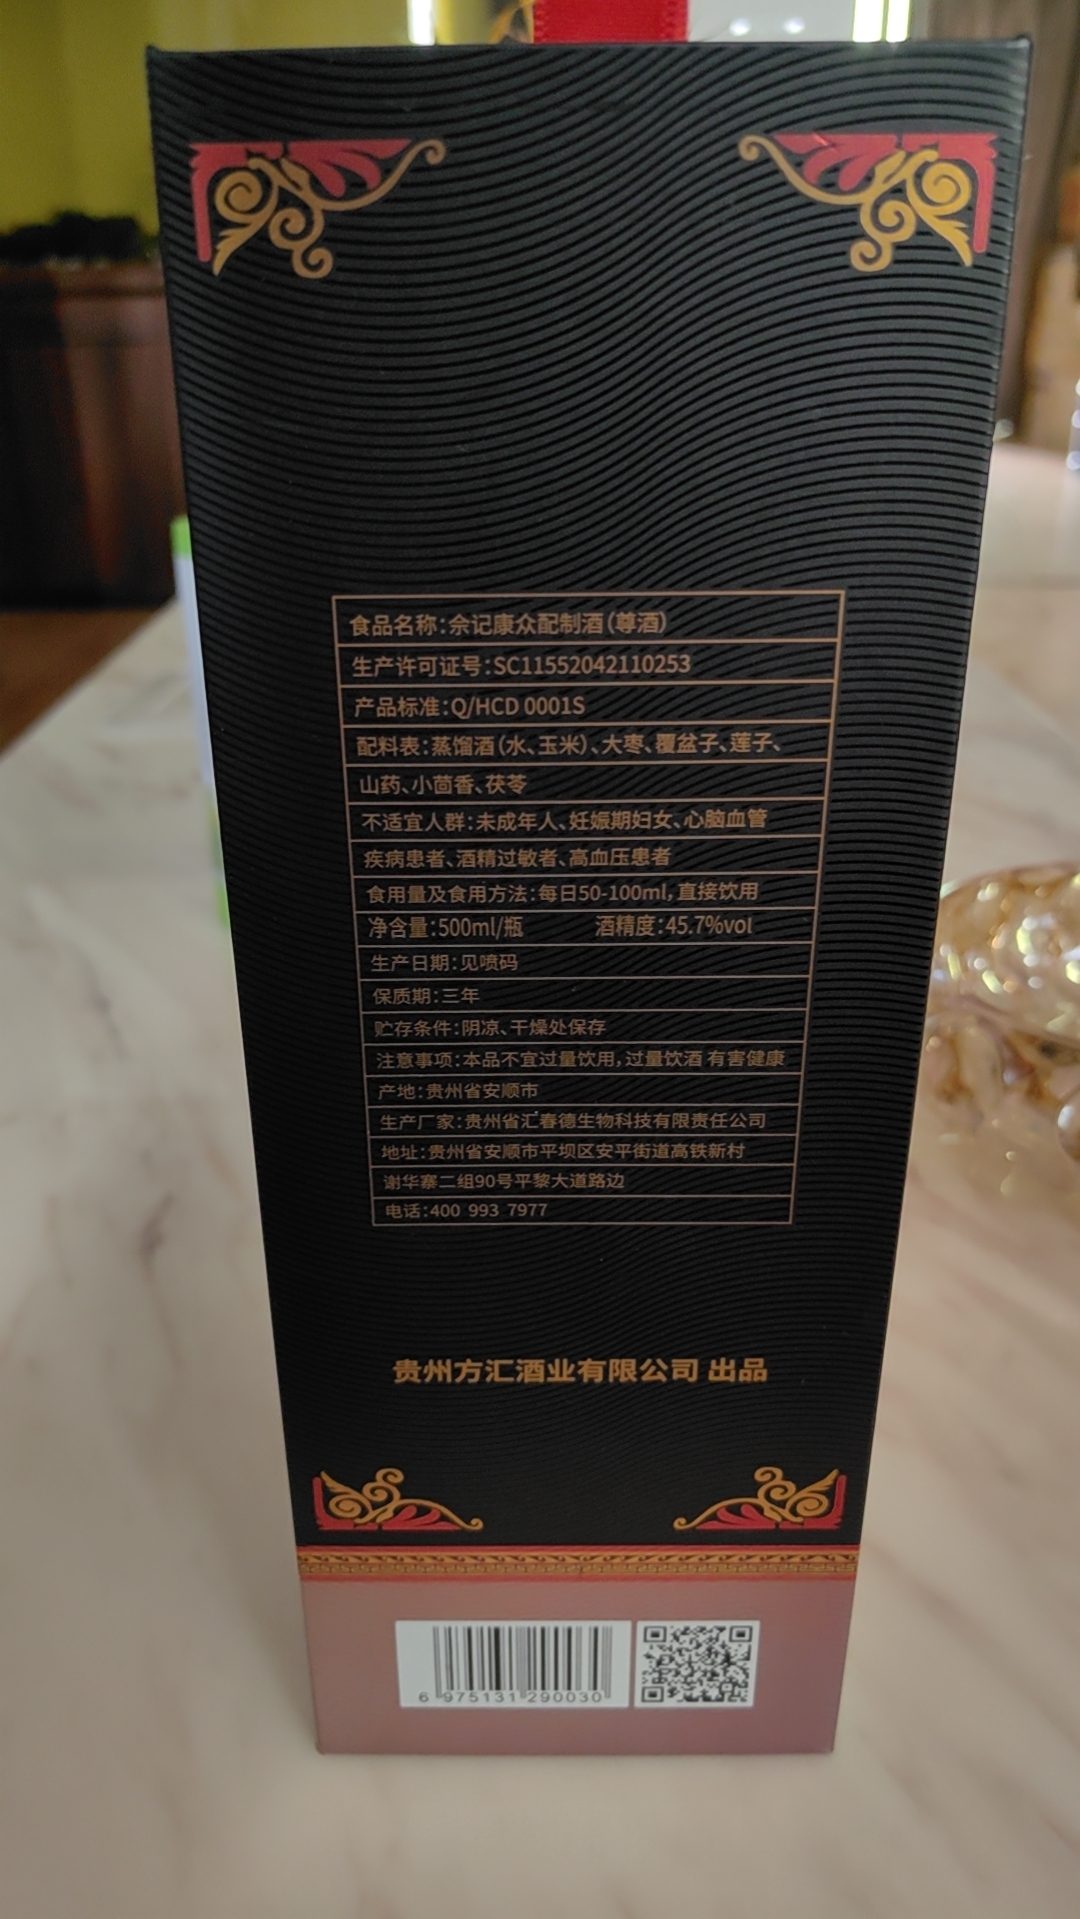 食品名称:佘记康众配制酒(尊酒)
生产许可证号:SC11552042110253
产品标准:Q/HCD 0001S
配料表:蒸馏酒(水、玉米)、大枣、覆盆子、莲子、
山药、小茴香、茯苓
不适宜人群:未成年人、妊娠期妇女、心脑血管
疾病患者、酒精过敏者、高血压患者
食用量及食用方法:每日50-100ml,直接饮用
净含量:500ml/瓶 酒精度:45.7%vol
生产日期:见喷码
保质期:三年
贮存条件:阴凉、干燥处保存
注意事项:本品不宜过量饮用,过量饮酒 有害健康
产地:贵州省安顺市
生产厂家:贵州省汇春德生物科技有限责任公司
地址:贵州省安顺市平坝区安平街道高铁新村
谢华寨二组90号平黎大道路边
电话:400 993 7977
贵州方汇酒业有限公司 出品
6 975131 290030